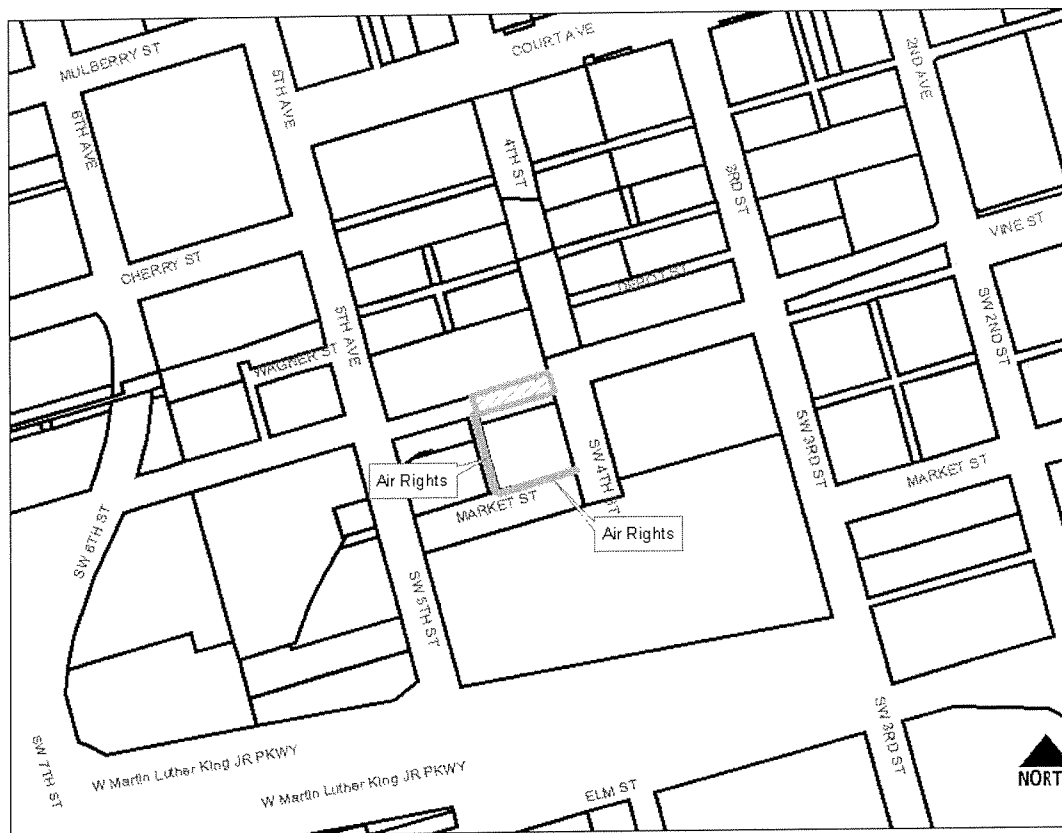 COURT AVE
MULBERRY ST
5TH AVE
2ND AVE
6TH AVE
4TH ST
3RD ST
VINE ST
CHERRY ST
DEPOT ST
SW 2ND ST
5TH AVE
WAGNER ST
SW 3RD ST
SW 4TH ST
MARKET ST
Air Rights
MARKET ST
Air Rights
SW 6TH ST
SW 5TH ST
SW 3RD ST
SW 7TH ST
W Martin Luther King JR PKWY
W Martin Luther King JR PKWY
ELM ST
NORT